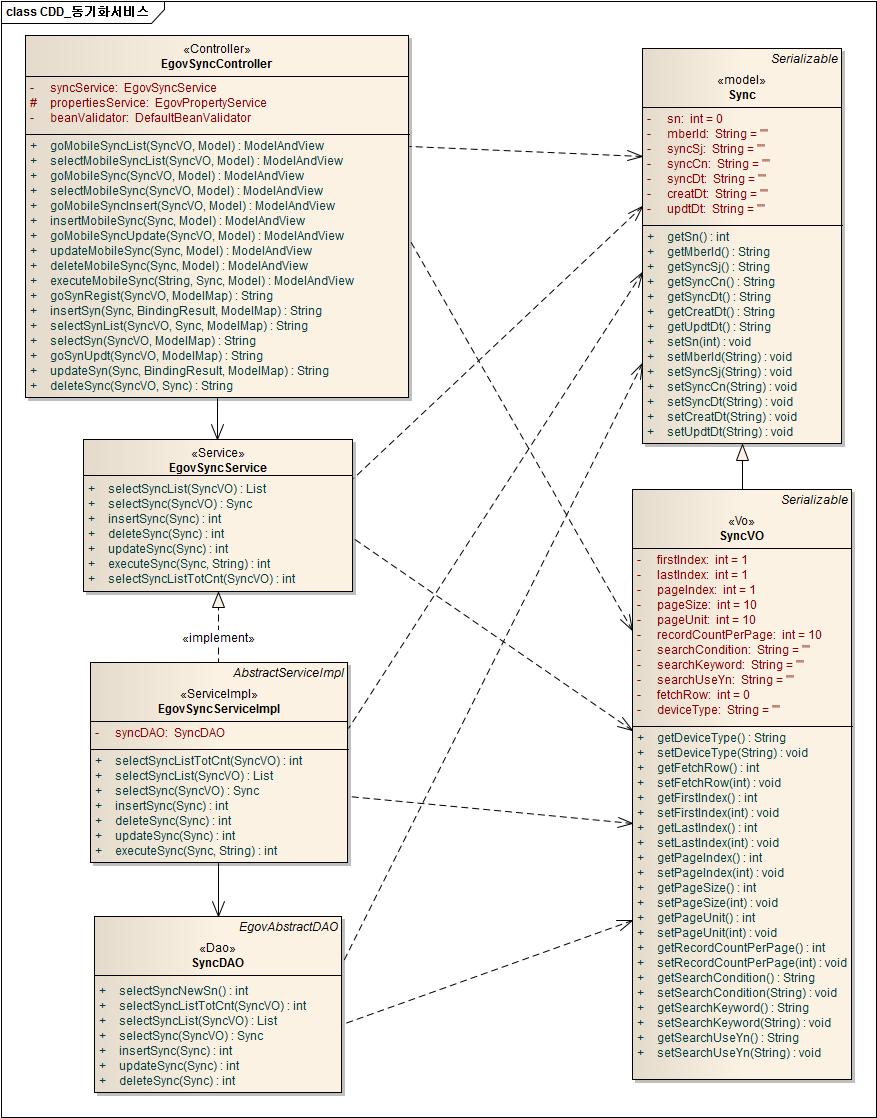 class CDD_동기화서비스
«Controller»
EgovSyncController
- syncService: EgovSyncService
# propertiesService: EgovPropertyService
- beanValidator: DefaultBeanValidator
+ goMobileSyncList(SyncVO, Model) : ModelAndView
+ selectMobileSyncList(SyncVO, Model) : ModelAndView
+ goMobileSync(SyncVO, Model) : ModelAndView
+ selectMobileSync(SyncVO, Model) : ModelAndView
+ goMobileSyncInsert(SyncVO, Model) : ModelAndView
+ insertMobileSync(Sync, Model) : ModelAndView
+ goMobileSyncUpdate(SyncVO, Model) : ModelAndView
+ updateMobileSync(Sync, Model) : ModelAndView
+ deleteMobileSync(Sync, Model) : ModelAndView
+ executeMobileSync(String, Sync, Model) : ModelAndView
+ goSynRegist(SyncVO, ModelMap) : String
+ insertSyn(Sync, BindingResult, ModelMap) : String
+ selectSynList(SyncVO, Sync, ModelMap) : String
+ selectSyn(SyncVO, ModelMap) : String
+ goSynUpdt(SyncVO, ModelMap) : String
+ updateSyn(Sync, BindingResult, ModelMap) : String
+ deleteSyn(SyncVO, Sync) : String
«Service»
EgovSyncService
+ selectSyncList(SyncVO) : List
+ selectSync(SyncVO) : Sync
+ insertSync(Sync) : int
+ deleteSync(Sync) : int
+ updateSync(Sync) : int
+ executeSync(Sync, String) : int
+ selectSyncListTotCnt(SyncVO) : int
«implement»
AbstractServiceImpl
«ServiceImpl»
EgovSyncServiceImpl
- syncDAO: SyncDAO
+ selectSyncListTotCnt(SyncVO) : int
+ selectSyncList(SyncVO) : List
+ selectSync(SyncVO) : Sync
+ insertSync(Sync) : int
+ deleteSync(Sync) : int
+ updateSync(Sync) : int
+ executeSync(Sync, String) : int
EgovAbstractDAO
«Dao»
SyncDAO
+ selectSyncNewSn() : int
+ selectSyncListTotCnt(SyncVO) : int
+ selectSyncList(SyncVO) : List
+ selectSync(SyncVO) : Sync
+ insertSync(Sync) : int
+ updateSync(Sync) : int
+ deleteSync(Sync) : int
Serializable
«model»
Sync
- sn: int = 0
- mberId: String = ""
- syncSj: String = ""
- syncCn: String = ""
- syncDt: String = ""
- creatDt: String = ""
- updtDt: String = ""
+ getSn() : int
+ getMberId() : String
+ getSyncSj() : String
+ getSyncCn() : String
+ getSyncDt() : String
+ getCreatDt() : String
+ getUpdtDt() : String
+ setSn(int) : void
+ setMberId(String) : void
+ setSyncSj(String) : void
+ setSyncCn(String) : void
+ setSyncDt(String) : void
+ setCreatDt(String) : void
+ setUpdtDt(String) : void
Serializable
«Vo»
SyncVO
- firstIndex: int = 1
- lastIndex: int = 1
- pageIndex: int = 1
- pageSize: int = 10
- pageUnit: int = 10
- recordCountPerPage: int = 10
- searchCondition: String = ""
- searchKeyword: String = ""
- searchUseYn: String = ""
- fetchRow: int = 0
- deviceType: String = ""
+ getDeviceType() : String
+ setDeviceType(String) : void
+ getFetchRow() : int
+ setFetchRow(int) : void
+ getFirstIndex() : int
+ setFirstIndex(int) : void
+ getLastIndex() : int
+ setLastIndex(int) : void
+ getPageIndex() : int
+ setPageIndex(int) : void
+ getPageSize() : int
+ setPageSize(int) : void
+ getPageUnit() : int
+ setPageUnit(int) : void
+ getRecordCountPerPage() : int
+ setRecordCountPerPage(int) : void
+ getSearchCondition() : String
+ setSearchCondition(String) : void
+ getSearchKeyword() : String
+ setSearchKeyword(String) : void
+ getSearchUseYn() : String
+ setSearchUseYn(String) : void